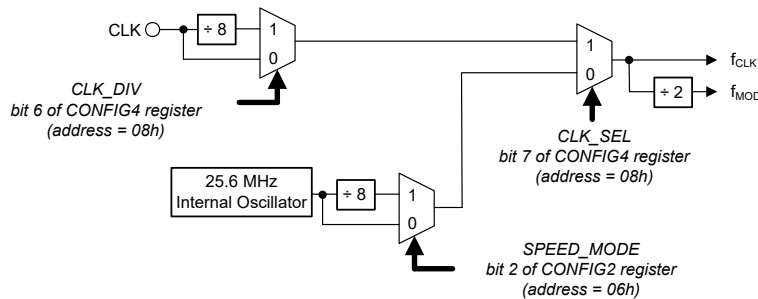 CLK
÷ 8
1
0
CLK_DIV
bit 6 of CONFIG4 register
(address = 08h)
1
0
fCLK
÷ 2
fMOD
CLK_SEL
bit 7 of CONFIG4 register
(address = 08h)
25.6 MHz
Internal Oscillator
÷ 8
1
0
SPEED_MODE
bit 2 of CONFIG2 register
(address = 06h)